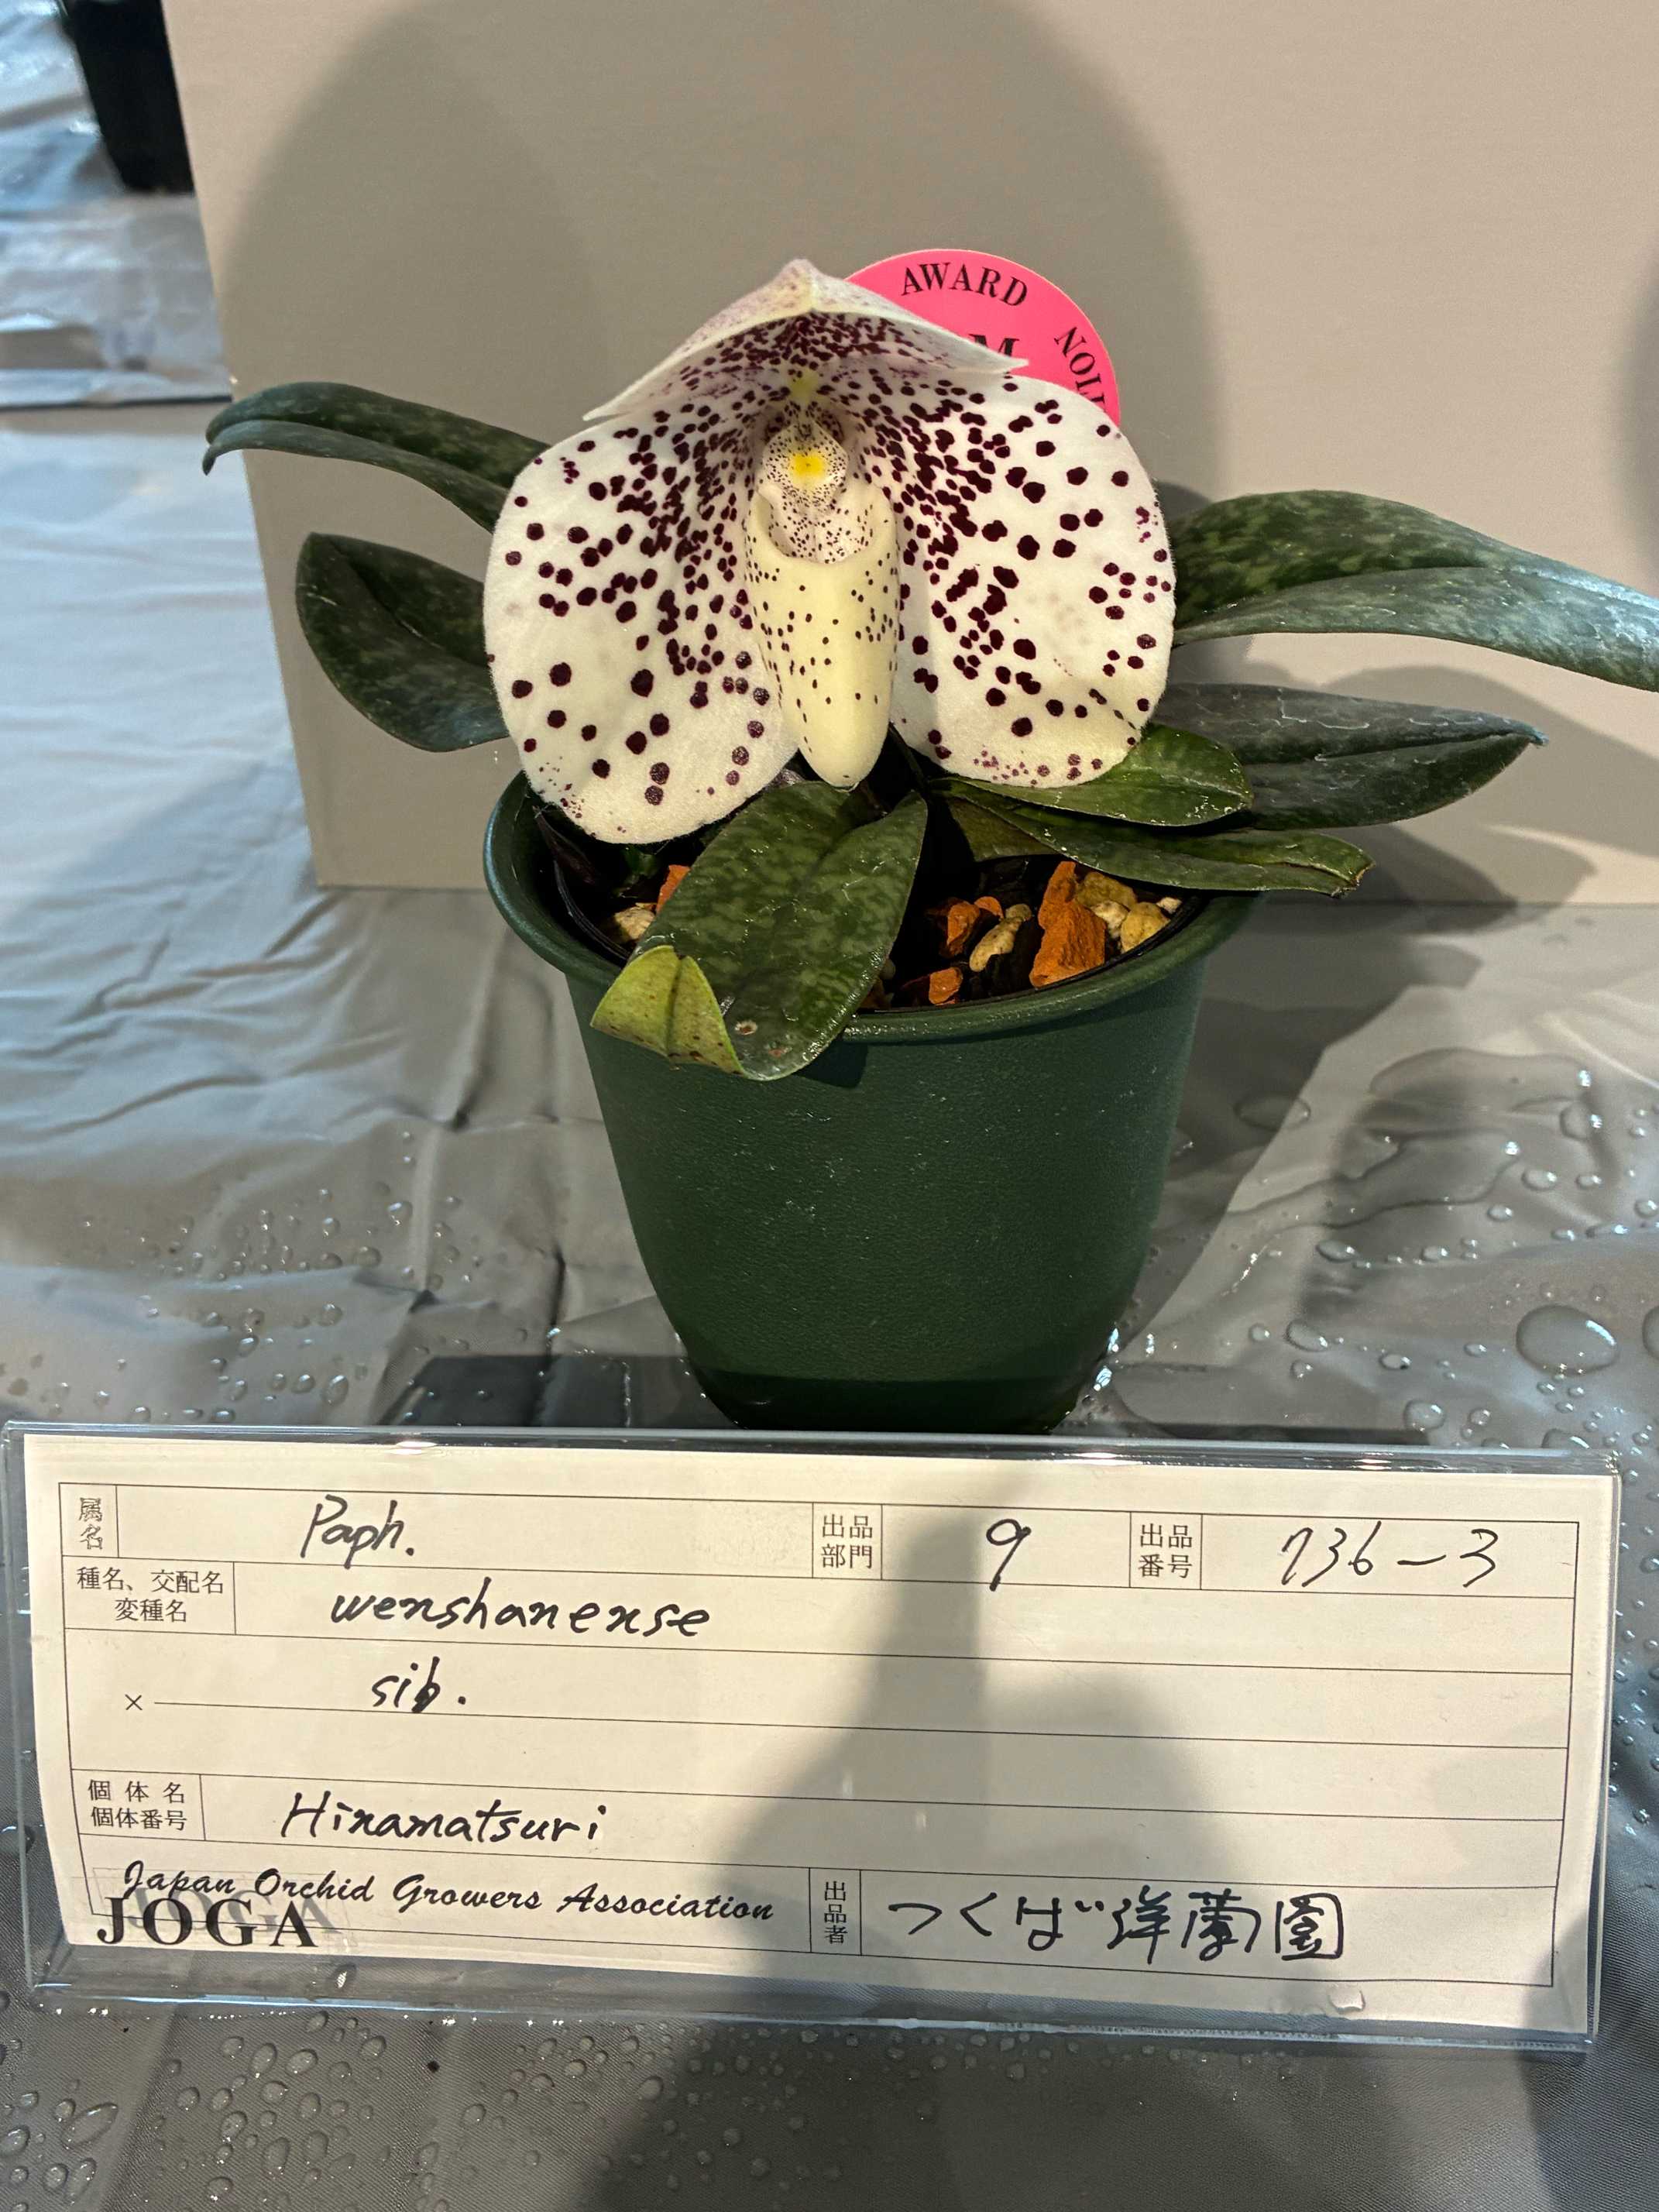 AWARD
M
属名 Paph. 出品部門 9 出品番号 736-3
種名、交配名 変種名 wenshanense
× sib.
個体名 個体番号 Hinamatsuri
Japan Orchid Growers Association
JOGA
出品者 つくば洋蘭園